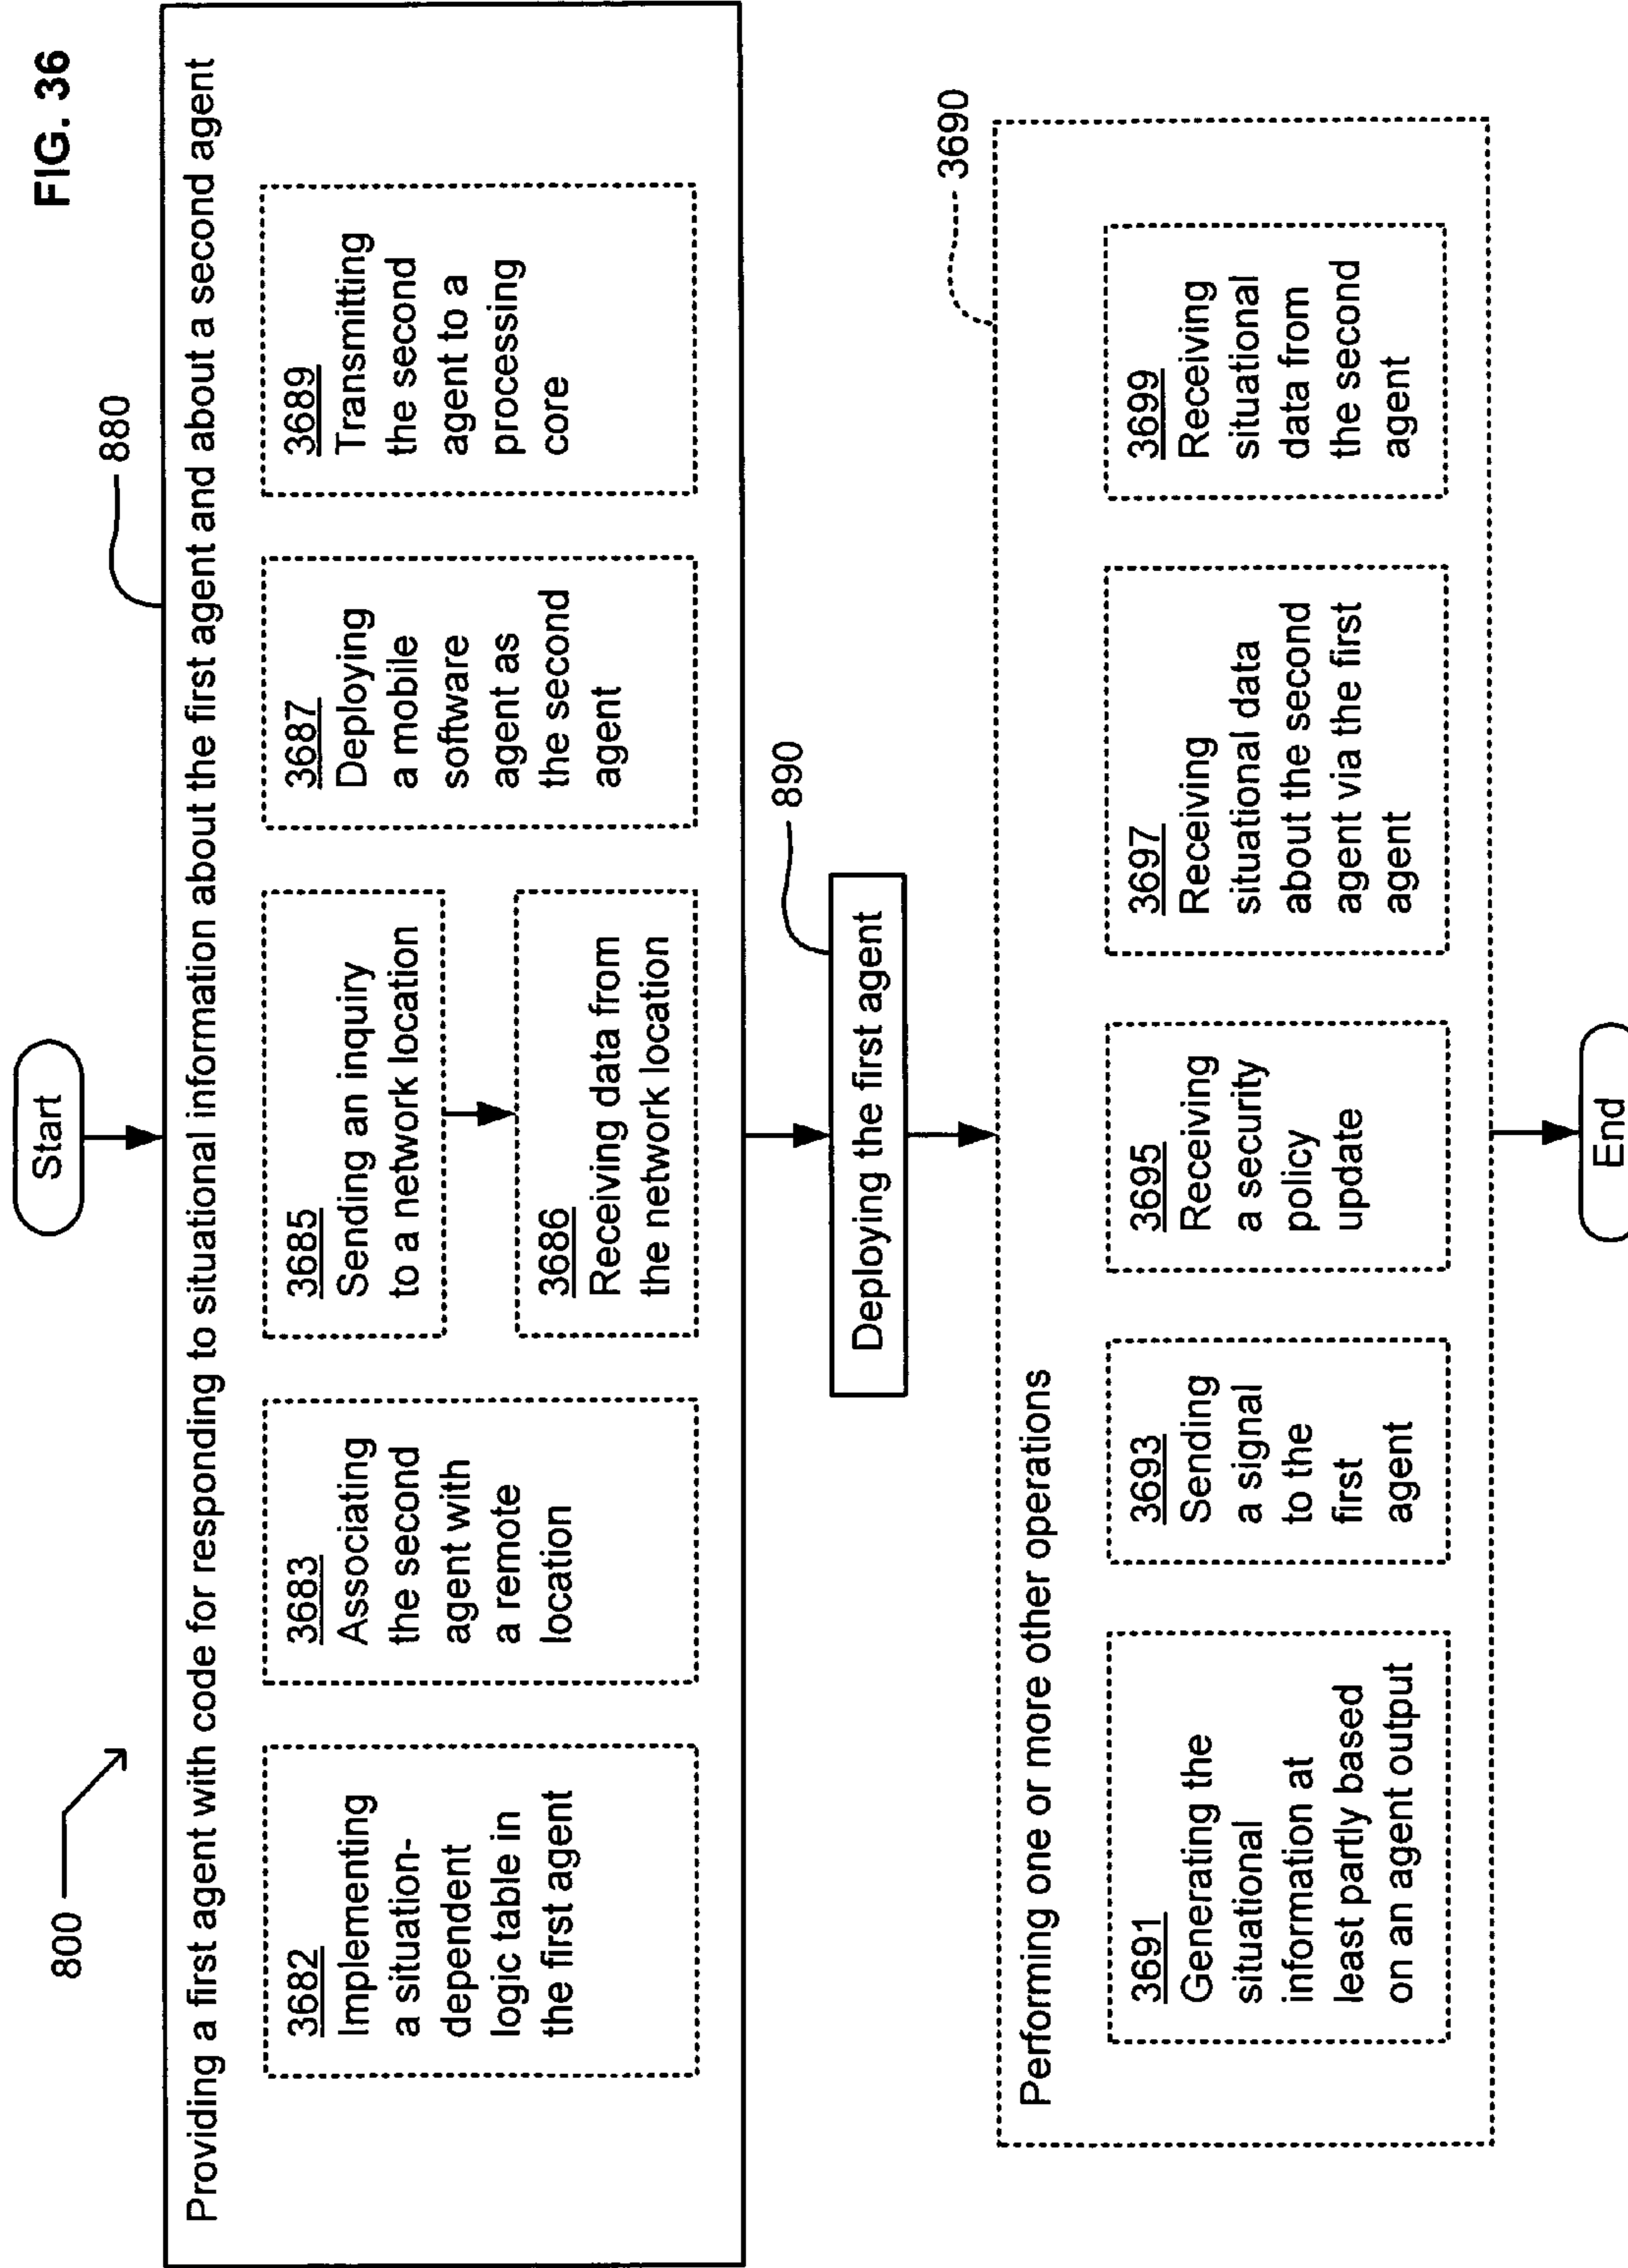 FIG. 36
800
Start
880
Providing a first agent with code for responding to situational information about the first agent and about a second agent
3682
Implementing
a situation-
dependent
logic table in
the first agent
3683
Associating
the second
agent with
a remote
location
3685
Sending an inquiry
to a network location
3686
Receiving data from
the network location
3687
Deploying
a mobile
software
agent as
the second
agent
3689
Transmitting
the second
agent to a
processing
core
890
Deploying the first agent
3690
Performing one or more other operations
3691
Generating the
situational
information at
least partly based
on an agent output
3693
Sending
a signal
to the
first
agent
3695
Receiving
a security
policy
update
3697
Receiving
situational data
about the second
agent via the first
agent
3699
Receiving
situational
data from
the second
agent
End